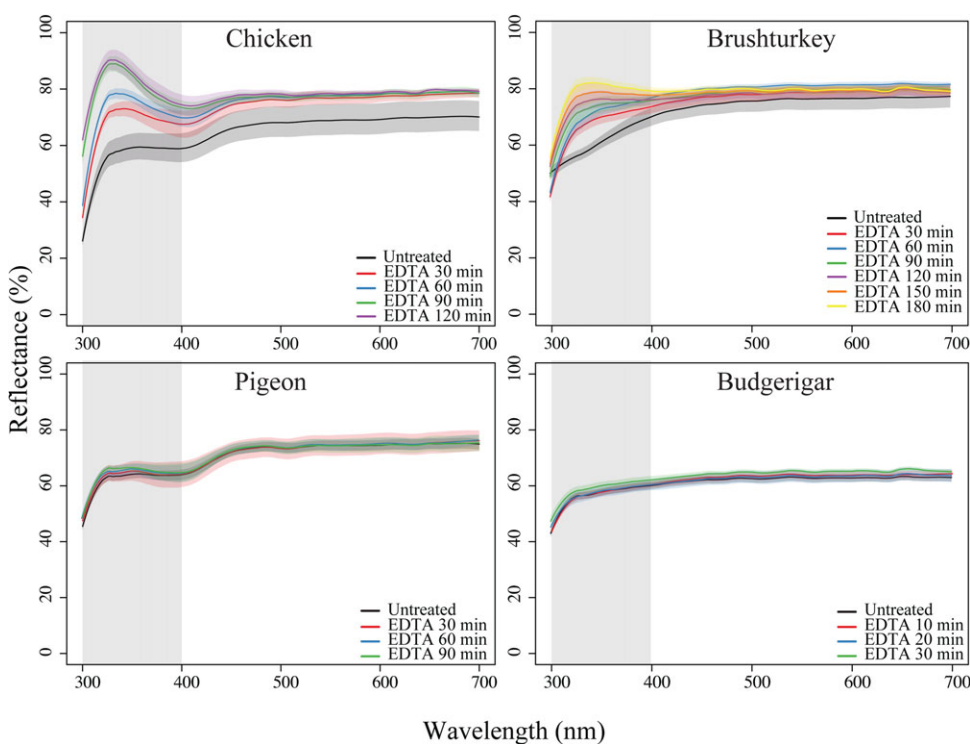 Chicken
100
80
60
40
20
0
Untreated
EDTA 30 min
EDTA 60 min
EDTA 90 min
EDTA 120 min
300 400 500 600 700
Brushturkey
100
80
60
40
20
0
Untreated
EDTA 30 min
EDTA 60 min
EDTA 90 min
EDTA 120 min
EDTA 150 min
EDTA 180 min
300 400 500 600 700
Reflectance (%)
Pigeon
100
80
60
40
20
0
Untreated
EDTA 30 min
EDTA 60 min
EDTA 90 min
300 400 500 600 700
Budgerigar
100
80
60
40
20
0
Untreated
EDTA 10 min
EDTA 20 min
EDTA 30 min
300 400 500 600 700
Wavelength (nm)